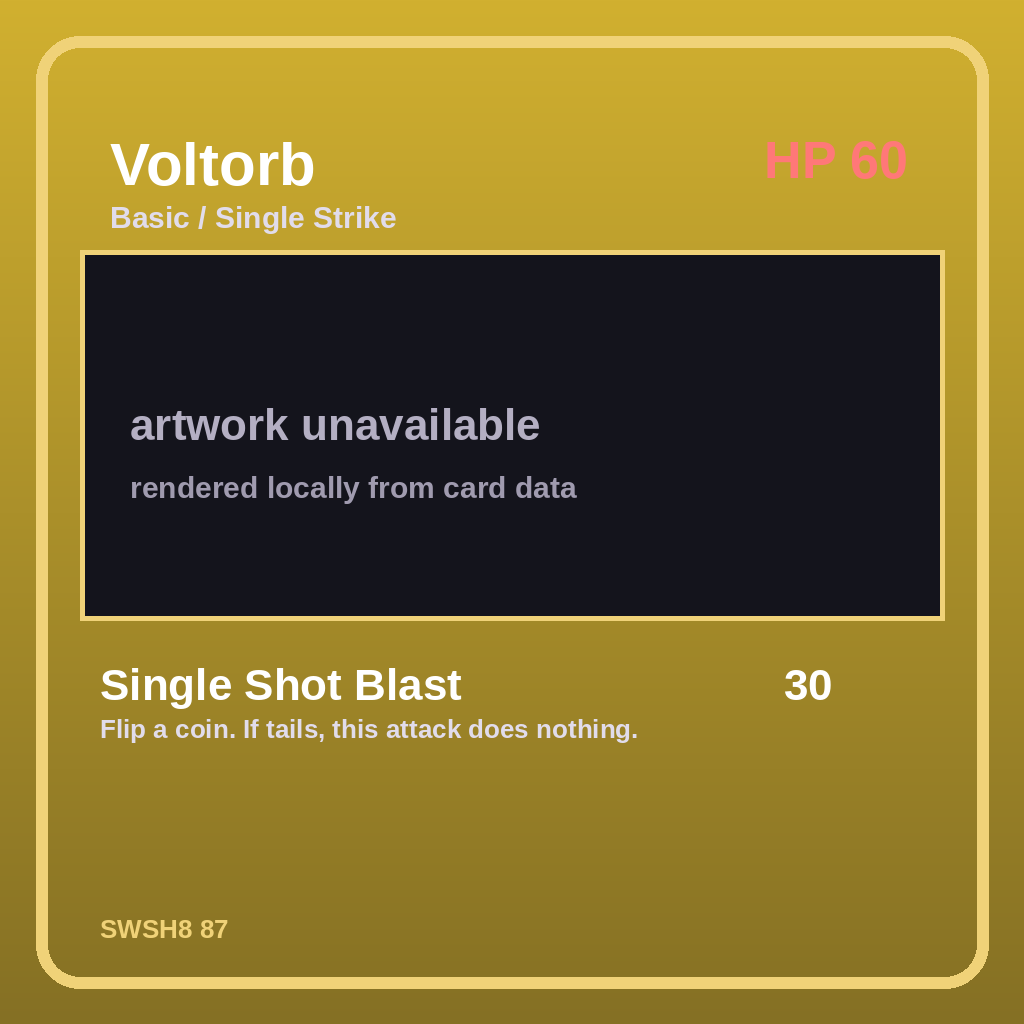 Voltorb
HP 60
Basic / Single Strike
artwork unavailable
rendered locally from card data
Single Shot Blast
30
Flip a coin. If tails, this attack does nothing.
SWSH8 87